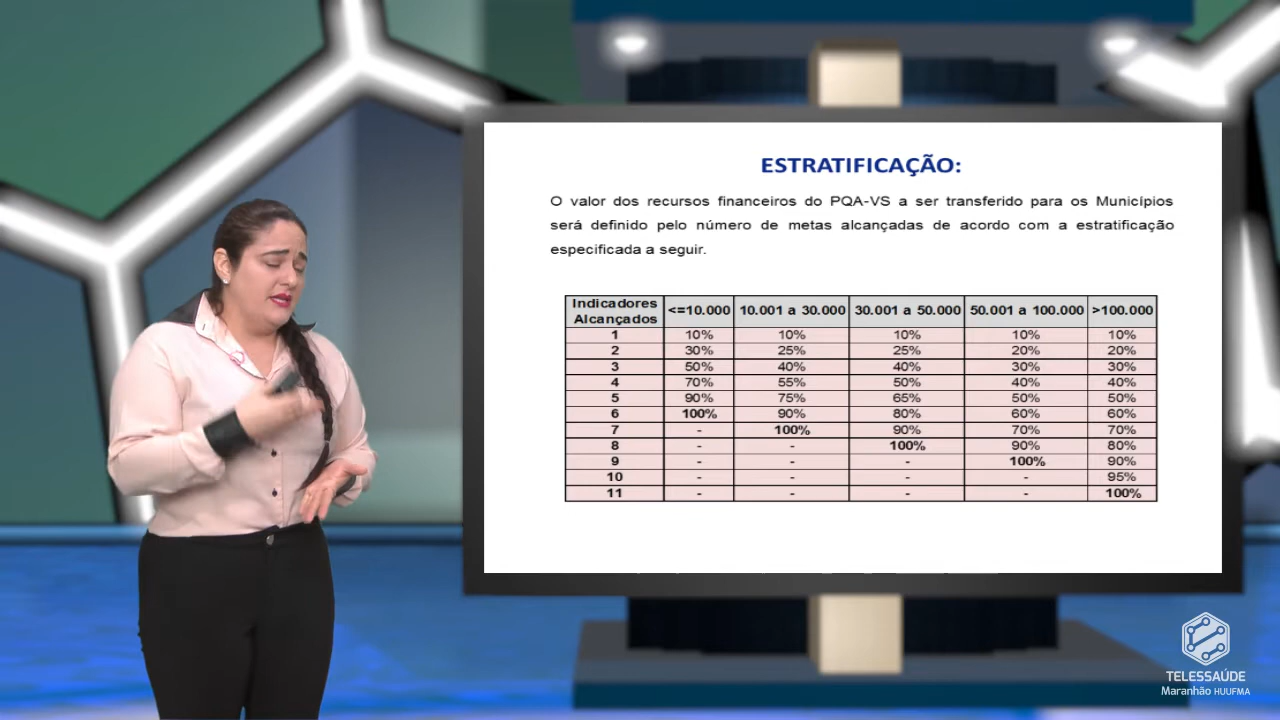 ESTRATIFICAÇÃO:
O valor dos recursos financeiros do PQA-VS a ser transferido para os Municípios
será definido pelo número de metas alcançadas de acordo com a estratificação
especificada a seguir.
Indicadores Alcançados <=10.000 10.001 a 30.000 30.001 a 50.000 50.001 a 100.000 >100.000
1 10% 10% 10% 10% 10%
2 30% 25% 25% 20% 20%
3 50% 40% 40% 30% 30%
4 70% 55% 50% 40% 40%
5 90% 75% 65% 50% 50%
6 100% 90% 80% 60% 60%
7 - 100% 90% 70% 70%
8 - - 100% 90% 80%
9 - - - 100% 90%
10 - - - - 95%
11 - - - - 100%
TELESSAÚDE
Maranhão HUUFMA